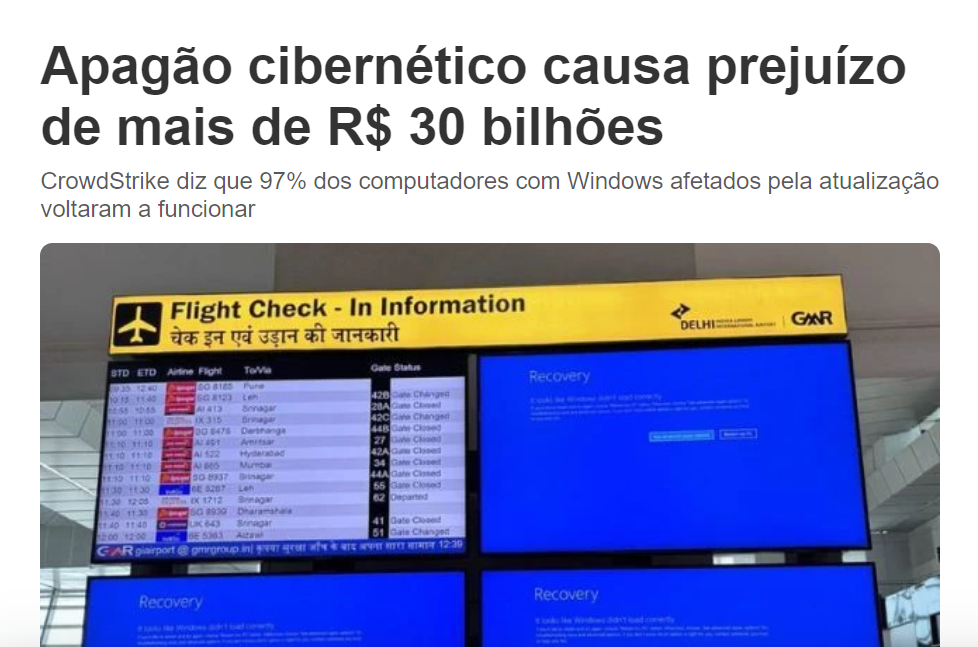 Apagão cibernético causa prejuízo
de mais de R$ 30 bilhões
CrowdStrike diz que 97% dos computadores com Windows afetados pela atualização
voltaram a funcionar
Flight Check - In Information
चेक इन एवं उड़ान की जानकारी
DELHI
GMR
STD ETD Airline Flight To/Via Gate Status
12:40 SG 8185 Pune
10:15 11:40 SG 8123 Leh 42B Gate Changed
10:55 10:55 AI 413 Srinagar 28A Gate Closed
11:00 11:00 IX 315 Srinagar 42C Gate Changed
11:00 11:00 SG 8476 Darbhanga 44B Gate Closed
11:10 11:10 AI 491 Amritsar 27 Gate Closed
11:10 11:10 AI 522 Hyderabad 42A Gate Closed
11:10 11:10 AI 865 Mumbai 34 Gate Closed
11:10 11:10 SG 8937 Srinagar 44A Gate Closed
11:30 11:30 6E 5287 Leh 55 Gate Closed
11:30 12:05 IX 1712 Srinagar 62 Departed
11:40 11:30 SG 8930 Dharamshala
11:40 11:40 UK 643 Srinagar 41 Gate Closed
12:00 12:00 6E 5383 51 Gate Changed
GMR giairport @ gmrgroup.in| कृपया सुरक्षा जाँच के बाद अपना सारा सामान 12:39
Recovery
It looks like Windows didn't load correctly
Recovery
It looks like Windows didn't load correctly
Recovery
It looks like Windows didn't load correctly